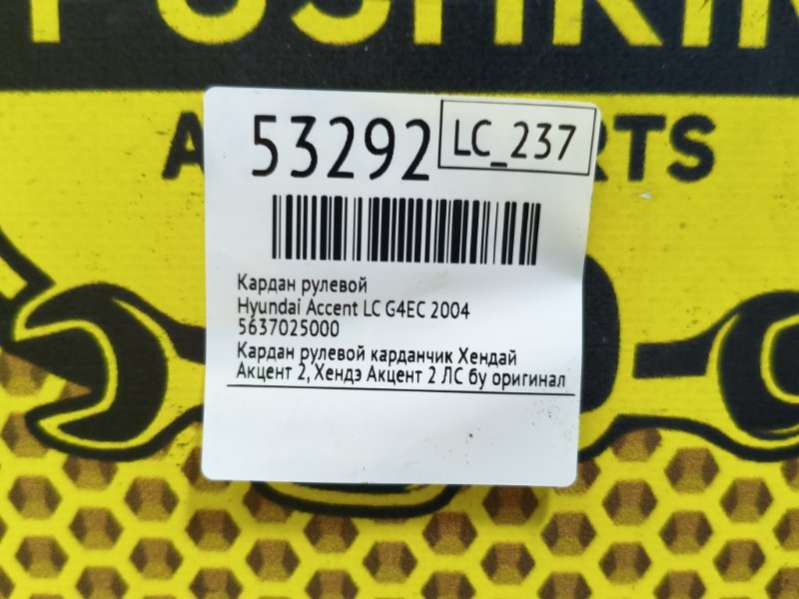 53292
LC_237
Кардан рулевой
Hyundai Accent LC G4EC 2004
5637025000
Кардан рулевой карданчик Хендай
Акцент 2, Хендэ Акцент 2 ЛС бу оригинал